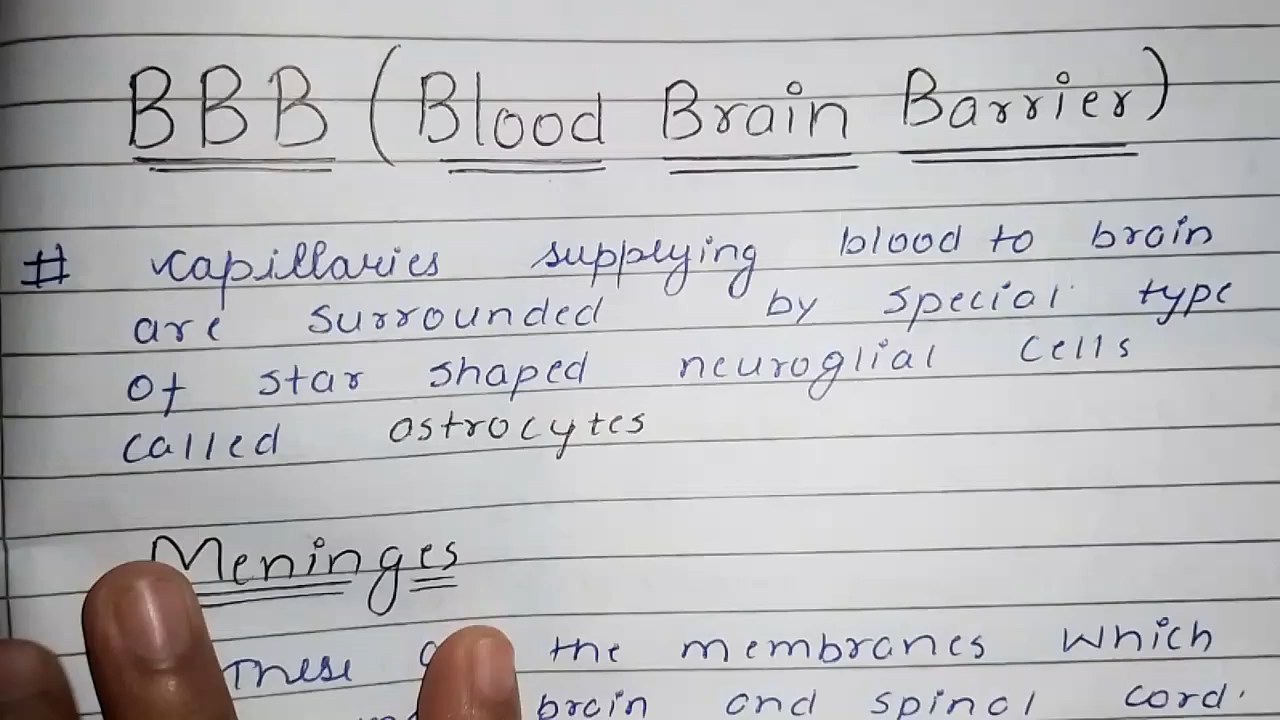 BBB (Blood Brain Barrier)
# Capillaries supplying blood to brain
are surrounded by special type
of star shaped neuroglial cells
called astrocytes
Meninges
These the membranes which
brain and spinal cord.